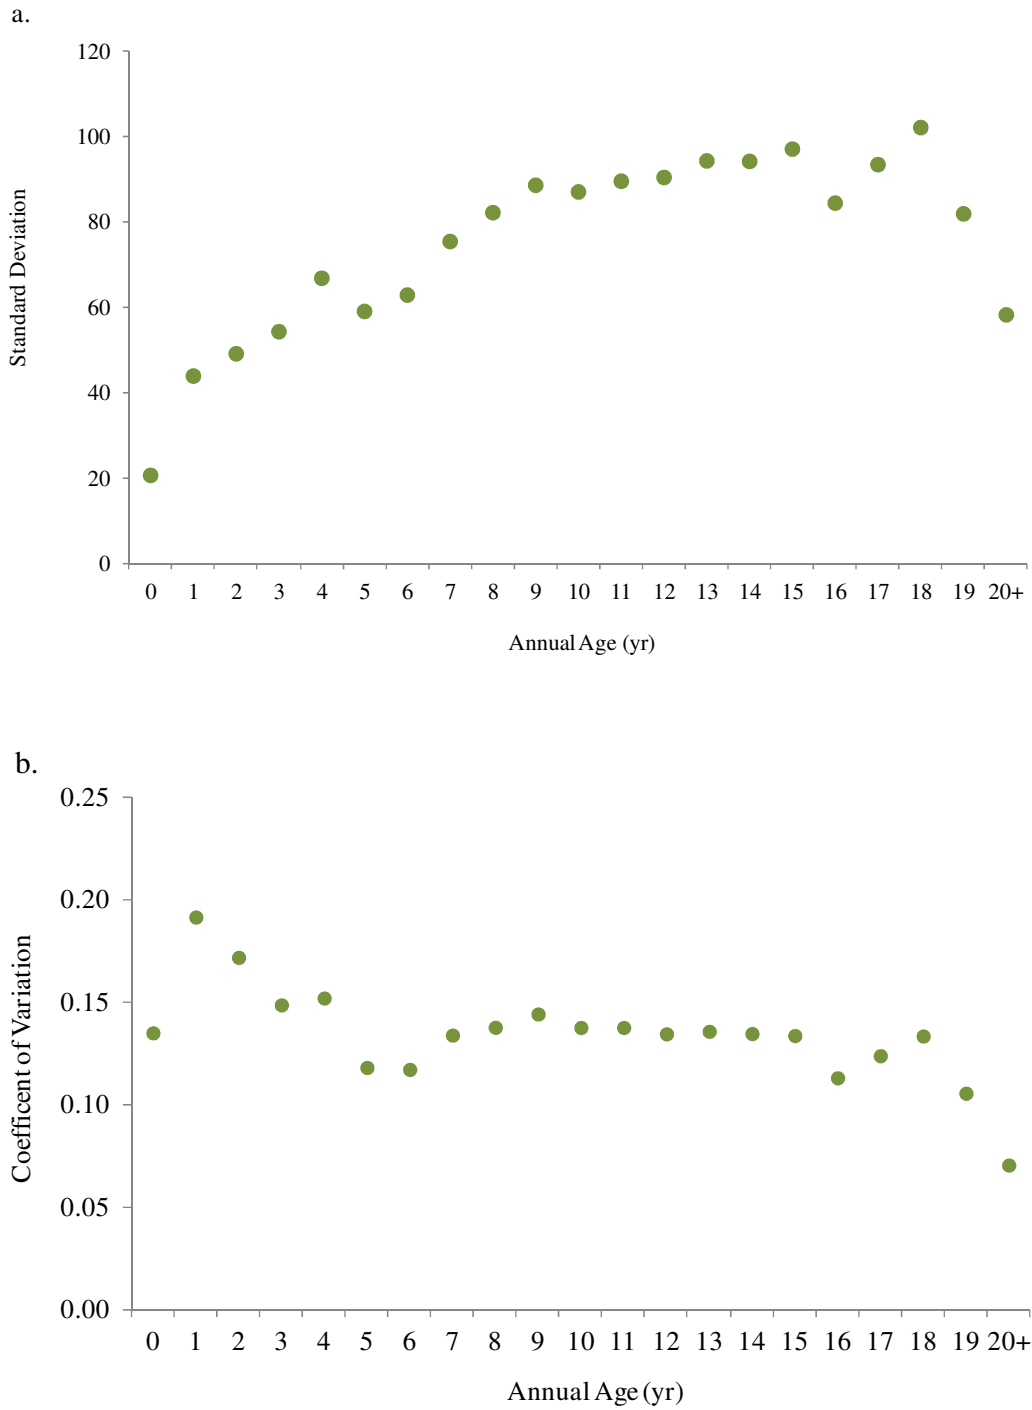 a.
120
100
80
60
40
20
0
Standard Deviation
0 1 2 3 4 5 6 7 8 9 10 11 12 13 14 15 16 17 18 19 20+
Annual Age (yr)
b.
0.25
0.20
0.15
0.10
0.05
0.00
Coefficent of Variation
0 1 2 3 4 5 6 7 8 9 10 11 12 13 14 15 16 17 18 19 20+
Annual Age (yr)